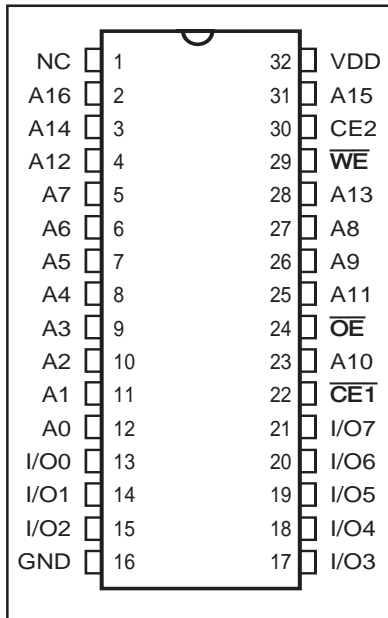 NC 1 32 VDD
A16 2 31 A15
A14 3 30 CE2
A12 4 29 W̅E̅
A7 5 28 A13
A6 6 27 A8
A5 7 26 A9
A4 8 25 A11
A3 9 24 O̅E̅
A2 10 23 A10
A1 11 22 C̅E̅1̅
A0 12 21 I/O7
I/O0 13 20 I/O6
I/O1 14 19 I/O5
I/O2 15 18 I/O4
GND 16 17 I/O3